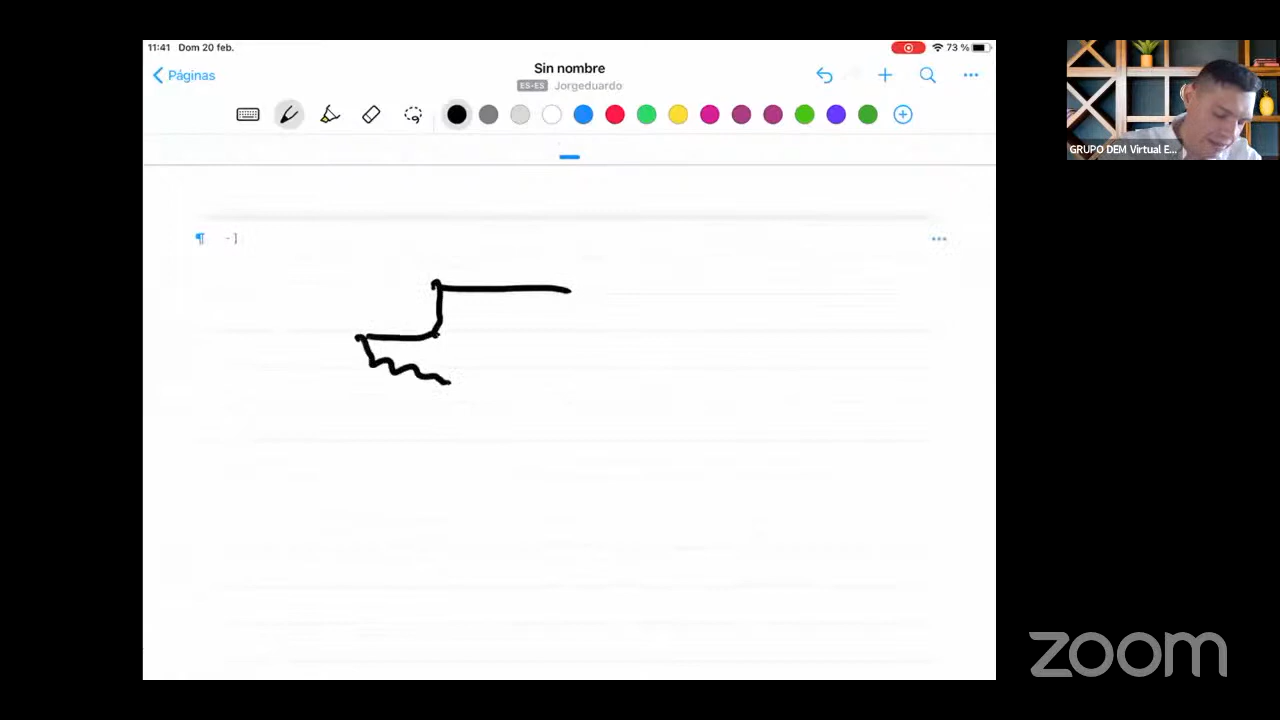 11:41 Dom 20 feb.
73 %
Páginas
Sin nombre
ES-ES Jorgeduardo
GRUPO DEM Virtual E...
zoom